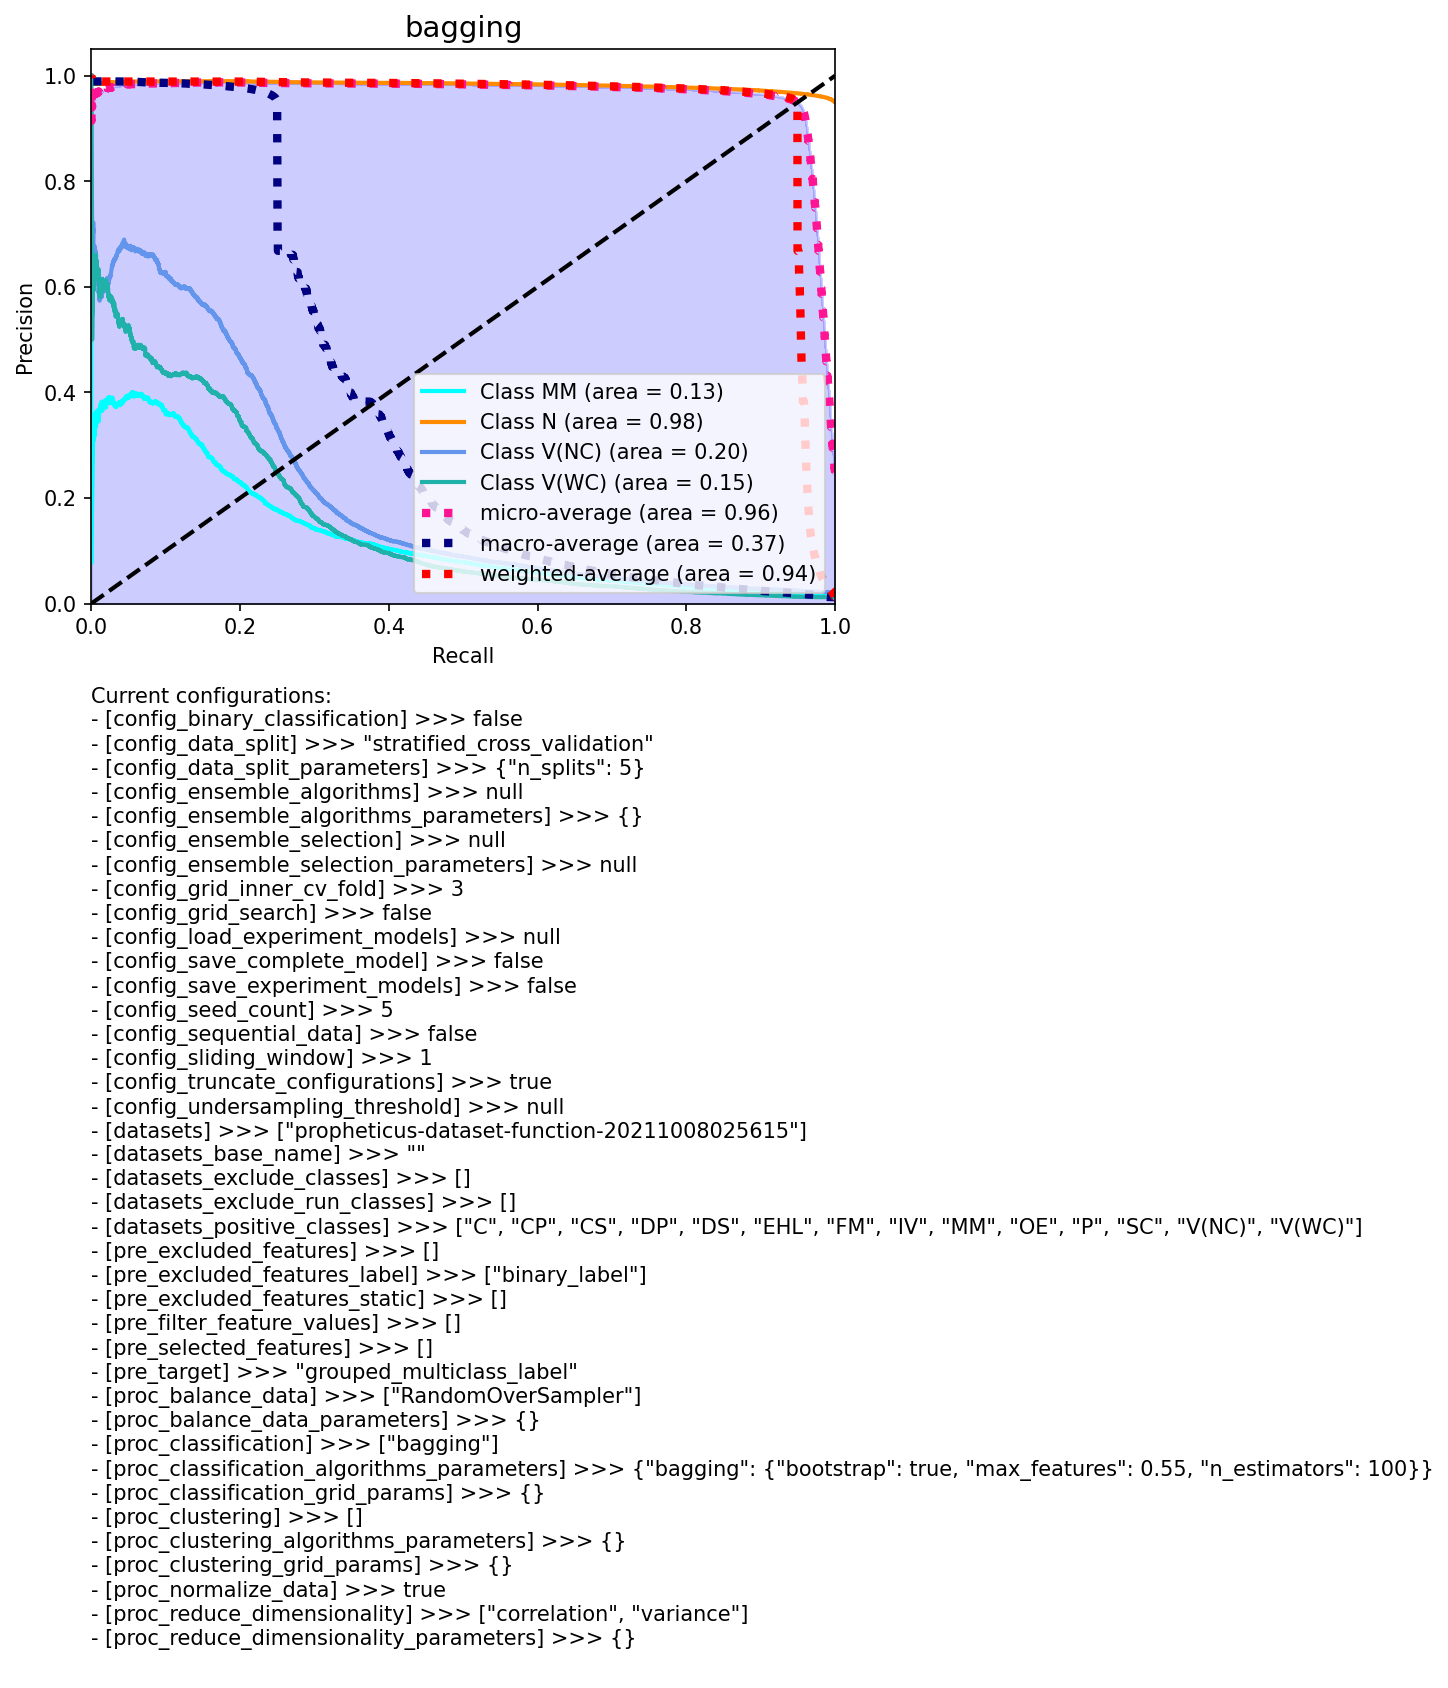 bagging
1.0
0.8
0.6
0.4
0.2
0.0
Precision
Class MM (area = 0.13)
Class N (area = 0.98)
Class V(NC) (area = 0.20)
Class V(WC) (area = 0.15)
micro-average (area = 0.96)
macro-average (area = 0.37)
weighted-average (area = 0.94)
0.0 0.2 0.4 0.6 0.8 1.0
Recall
Current configurations:
- [config_binary_classification] >>> false
- [config_data_split] >>> "stratified_cross_validation"
- [config_data_split_parameters] >>> {"n_splits": 5}
- [config_ensemble_algorithms] >>> null
- [config_ensemble_algorithms_parameters] >>> {}
- [config_ensemble_selection] >>> null
- [config_ensemble_selection_parameters] >>> null
- [config_grid_inner_cv_fold] >>> 3
- [config_grid_search] >>> false
- [config_load_experiment_models] >>> null
- [config_save_complete_model] >>> false
- [config_save_experiment_models] >>> false
- [config_seed_count] >>> 5
- [config_sequential_data] >>> false
- [config_sliding_window] >>> 1
- [config_truncate_configurations] >>> true
- [config_undersampling_threshold] >>> null
- [datasets] >>> ["propheticus-dataset-function-20211008025615"]
- [datasets_base_name] >>> ""
- [datasets_exclude_classes] >>> []
- [datasets_exclude_run_classes] >>> []
- [datasets_positive_classes] >>> ["C", "CP", "CS", "DP", "DS", "EHL", "FM", "IV", "MM", "OE", "P", "SC", "V(NC)", "V(WC)"]
- [pre_excluded_features] >>> []
- [pre_excluded_features_label] >>> ["binary_label"]
- [pre_excluded_features_static] >>> []
- [pre_filter_feature_values] >>> []
- [pre_selected_features] >>> []
- [pre_target] >>> "grouped_multiclass_label"
- [proc_balance_data] >>> ["RandomOverSampler"]
- [proc_balance_data_parameters] >>> {}
- [proc_classification] >>> ["bagging"]
- [proc_classification_algorithms_parameters] >>> {"bagging": {"bootstrap": true, "max_features": 0.55, "n_estimators": 100}}
- [proc_classification_grid_params] >>> {}
- [proc_clustering] >>> []
- [proc_clustering_algorithms_parameters] >>> {}
- [proc_clustering_grid_params] >>> {}
- [proc_normalize_data] >>> true
- [proc_reduce_dimensionality] >>> ["correlation", "variance"]
- [proc_reduce_dimensionality_parameters] >>> {}